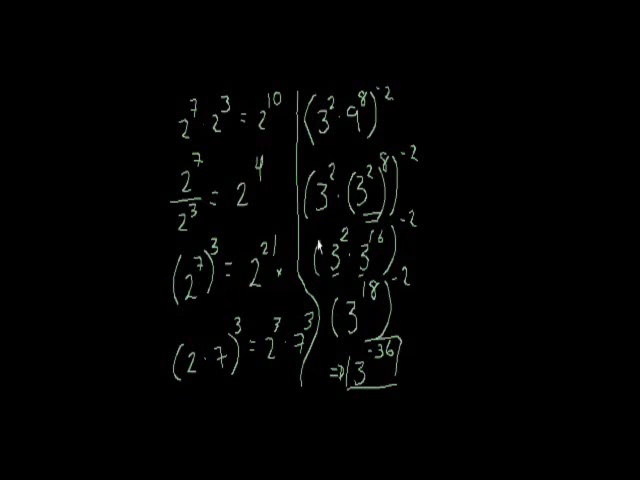 2^7 · 2^3 = 2^10
2^7 / 2^3 = 2^4
(2^7)^3 = 2^21
(2 · 7)^3 = 2^3 · 7^3
(3^2 · 9^8)^-2
(3^2 · (3^2)^8)^-2
(3^2 · 3^16)^-2
(3^18)^-2
⇒ 3^-36